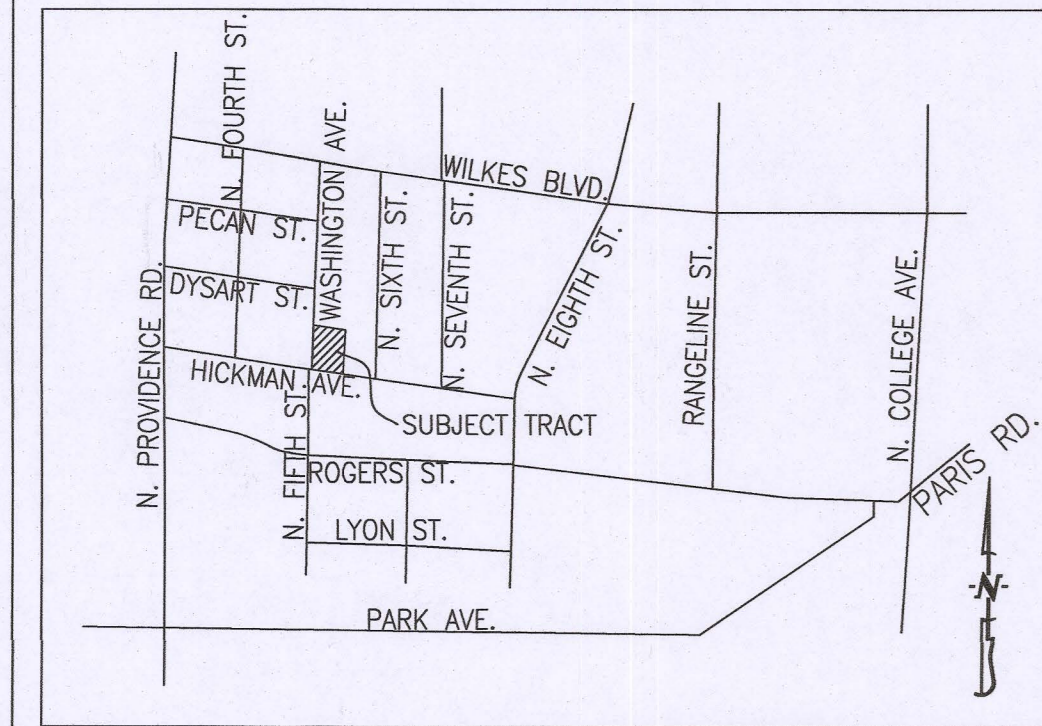 N. FOURTH ST.
WASHINGTON AVE.
WILKES BLVD.
PECAN ST.
N. SIXTH ST.
N. SEVENTH ST.
N. EIGHTH ST.
DYSART ST.
N. PROVIDENCE RD.
RANGELINE ST.
N. COLLEGE AVE.
HICKMAN AVE.
SUBJECT TRACT
PARIS RD.
N. FIFTH ST.
ROGERS ST.
LYON ST.
-N-
PARK AVE.